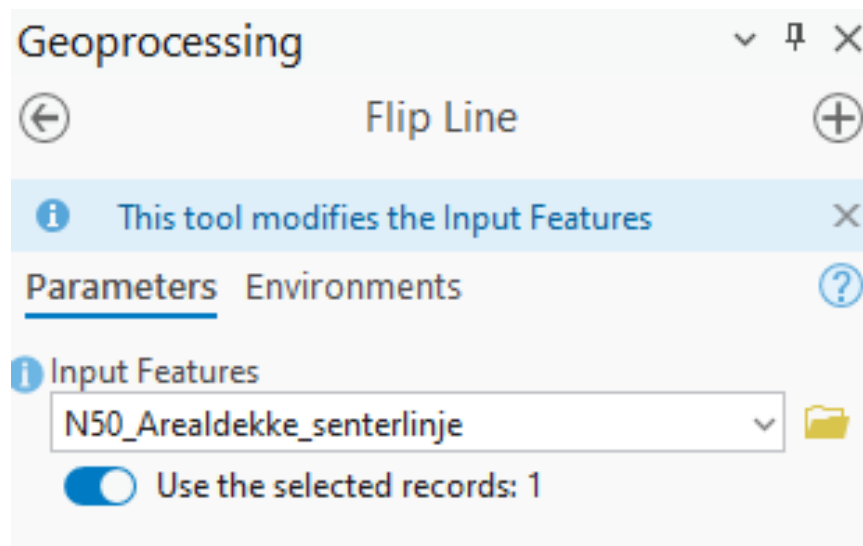 Geoprocessing
Flip Line
This tool modifies the Input Features
Parameters Environments
Input Features
N50_Arealdekke_senterlinje
Use the selected records: 1